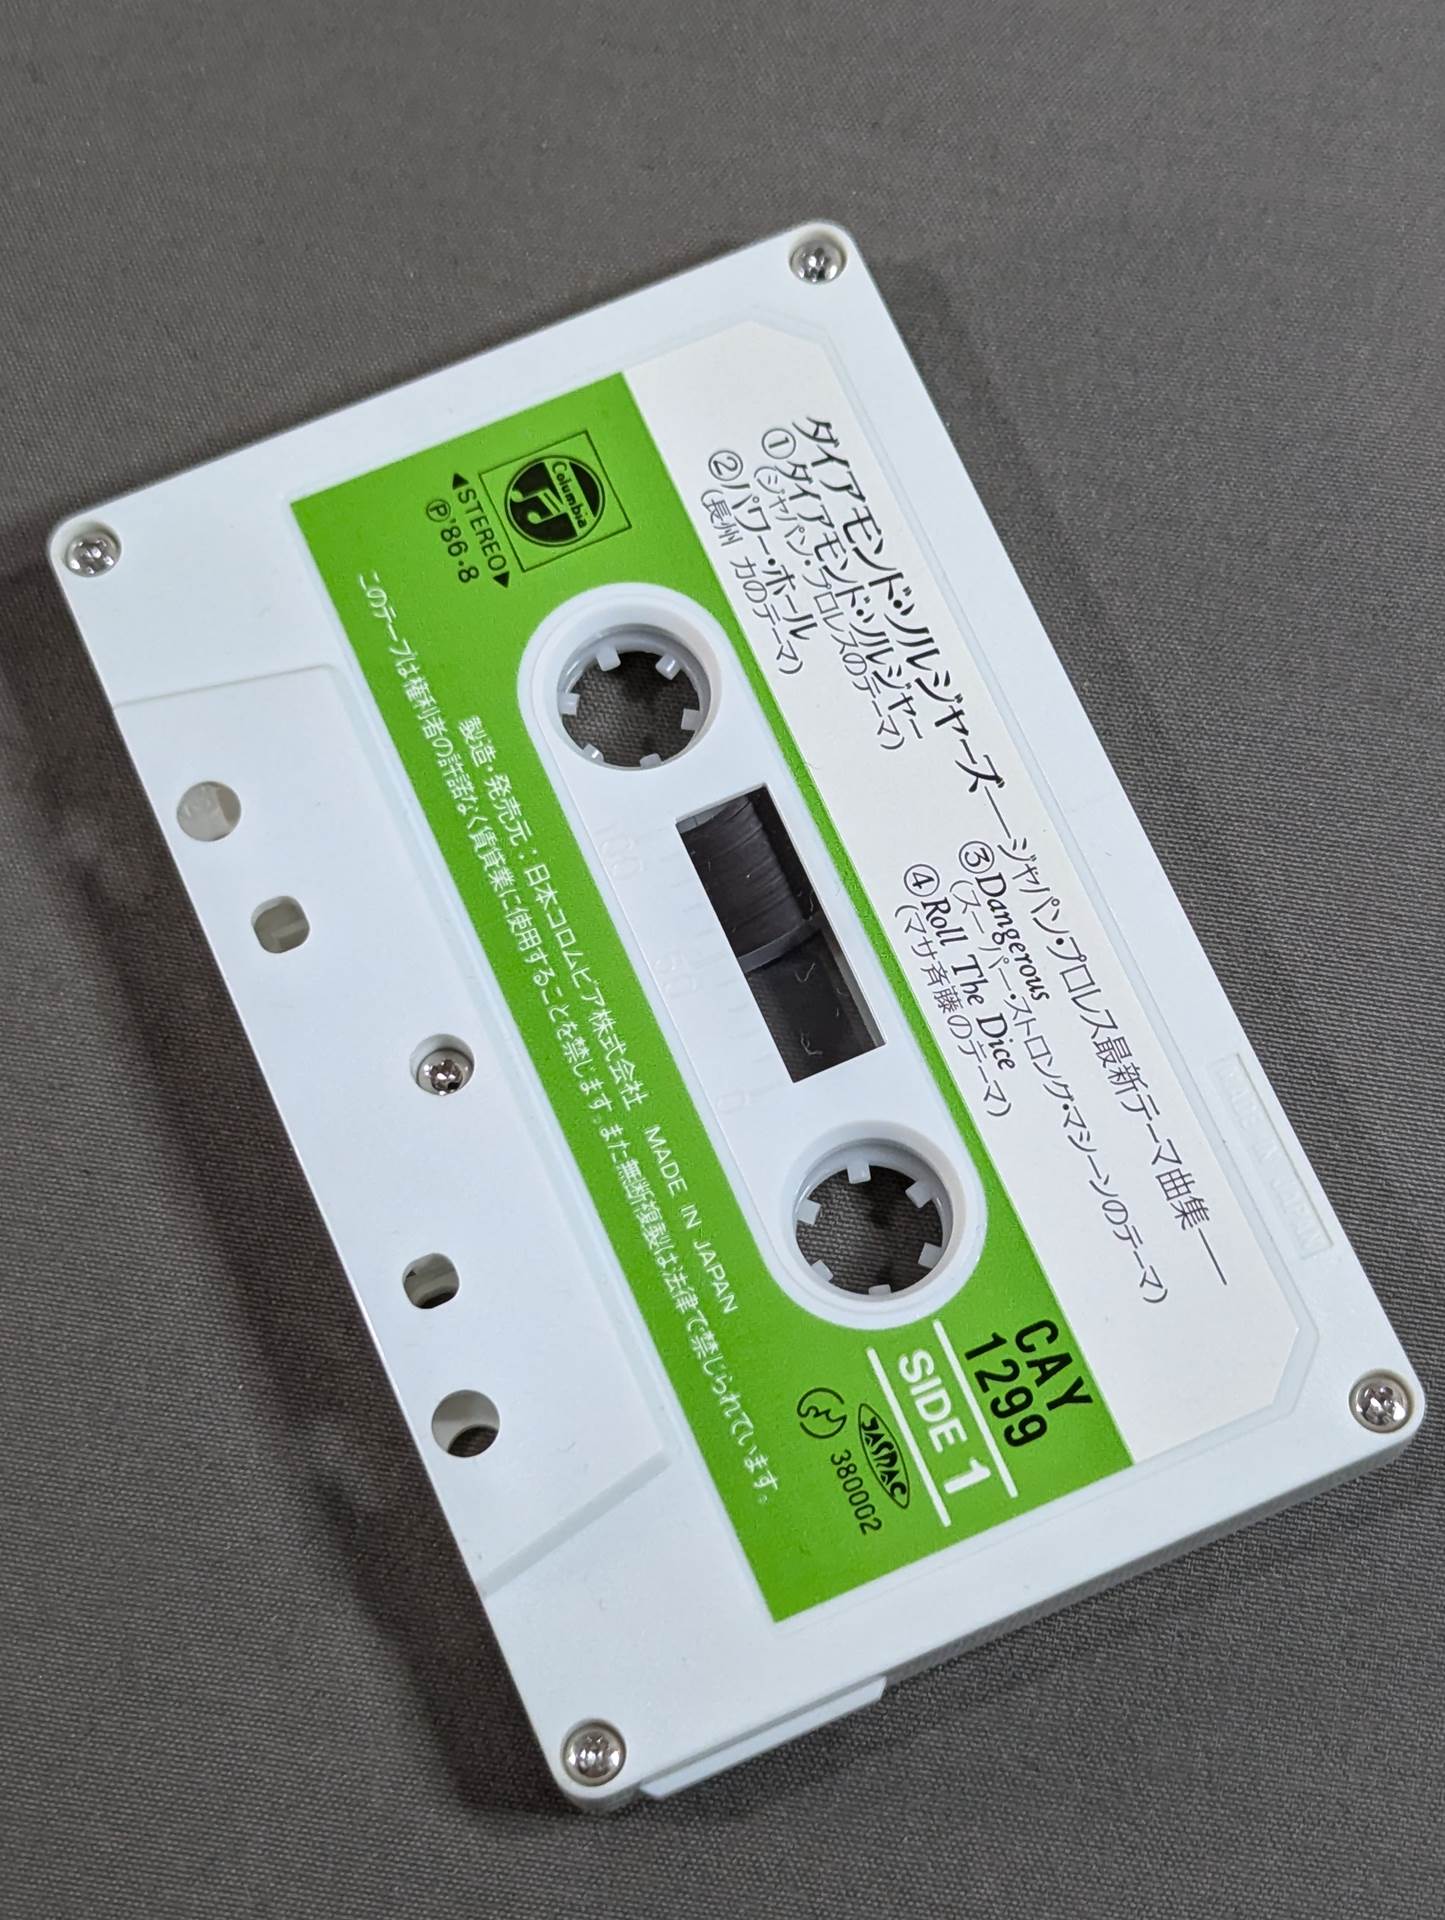 ダイアモンド・ソルジャーズ──ジャパン・プロレス最新テーマ曲集──
①ダイアモンド・ソルジャー
(ジャパン・プロレスのテーマ)
②パワー・ホール
(長州 力のテーマ)
③Dangerous
(スーパー・ストロング・マシーンのテーマ)
④Roll The Dice
(マサ斉藤のテーマ)
Columbia
◀STEREO▶
Ⓟ'86・8
CAY
1299
SIDE 1
JASRAC
380002
100
50
0
製造・発売元：日本コロムビア株式会社 MADE IN JAPAN
このテープは権利者の許諾なく賃貸業に使用することを禁じます。また無断複製は法律で禁じられています。
MADE IN JAPAN